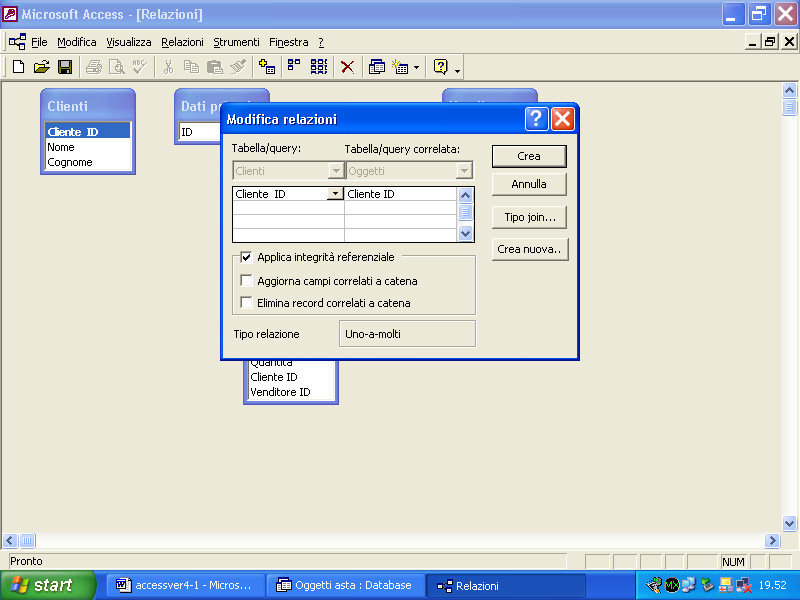 Microsoft Access - [Relazioni]
File Modifica Visualizza Relazioni Strumenti Finestra ?
Clienti
Cliente ID
Nome
Cognome
Dati
ID
Modifica relazioni
Tabella/query: Tabella/query correlata:
Clienti Oggetti
Cliente ID Cliente ID
Applica integrità referenziale
Aggiorna campi correlati a catena
Elimina record correlati a catena
Tipo relazione Uno-a-molti
Crea
Annulla
Tipo join...
Crea nuova..
Quantità
Cliente ID
Venditore ID
Pronto NUM
start accessver4-1 - Micros... Oggetti asta : Database Relazioni 19.52